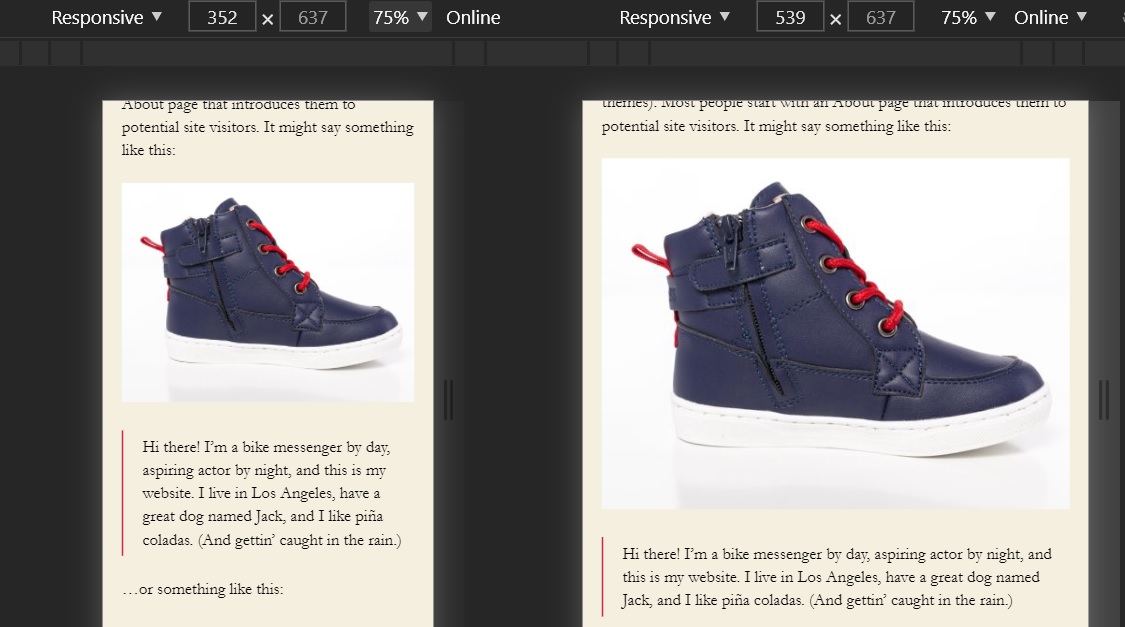 Responsive ▼ 352 × 637 75% ▼ Online
About page that introduces them to
potential site visitors. It might say something
like this:
Hi there! I’m a bike messenger by day,
aspiring actor by night, and this is my
website. I live in Los Angeles, have a
great dog named Jack, and I like piña
coladas. (And gettin’ caught in the rain.)
…or something like this:
Responsive ▼ 539 × 637 75% ▼ Online ▼
themes). Most people start with an About page that introduces them to
potential site visitors. It might say something like this:
Hi there! I’m a bike messenger by day, aspiring actor by night, and
this is my website. I live in Los Angeles, have a great dog named
Jack, and I like piña coladas. (And gettin’ caught in the rain.)